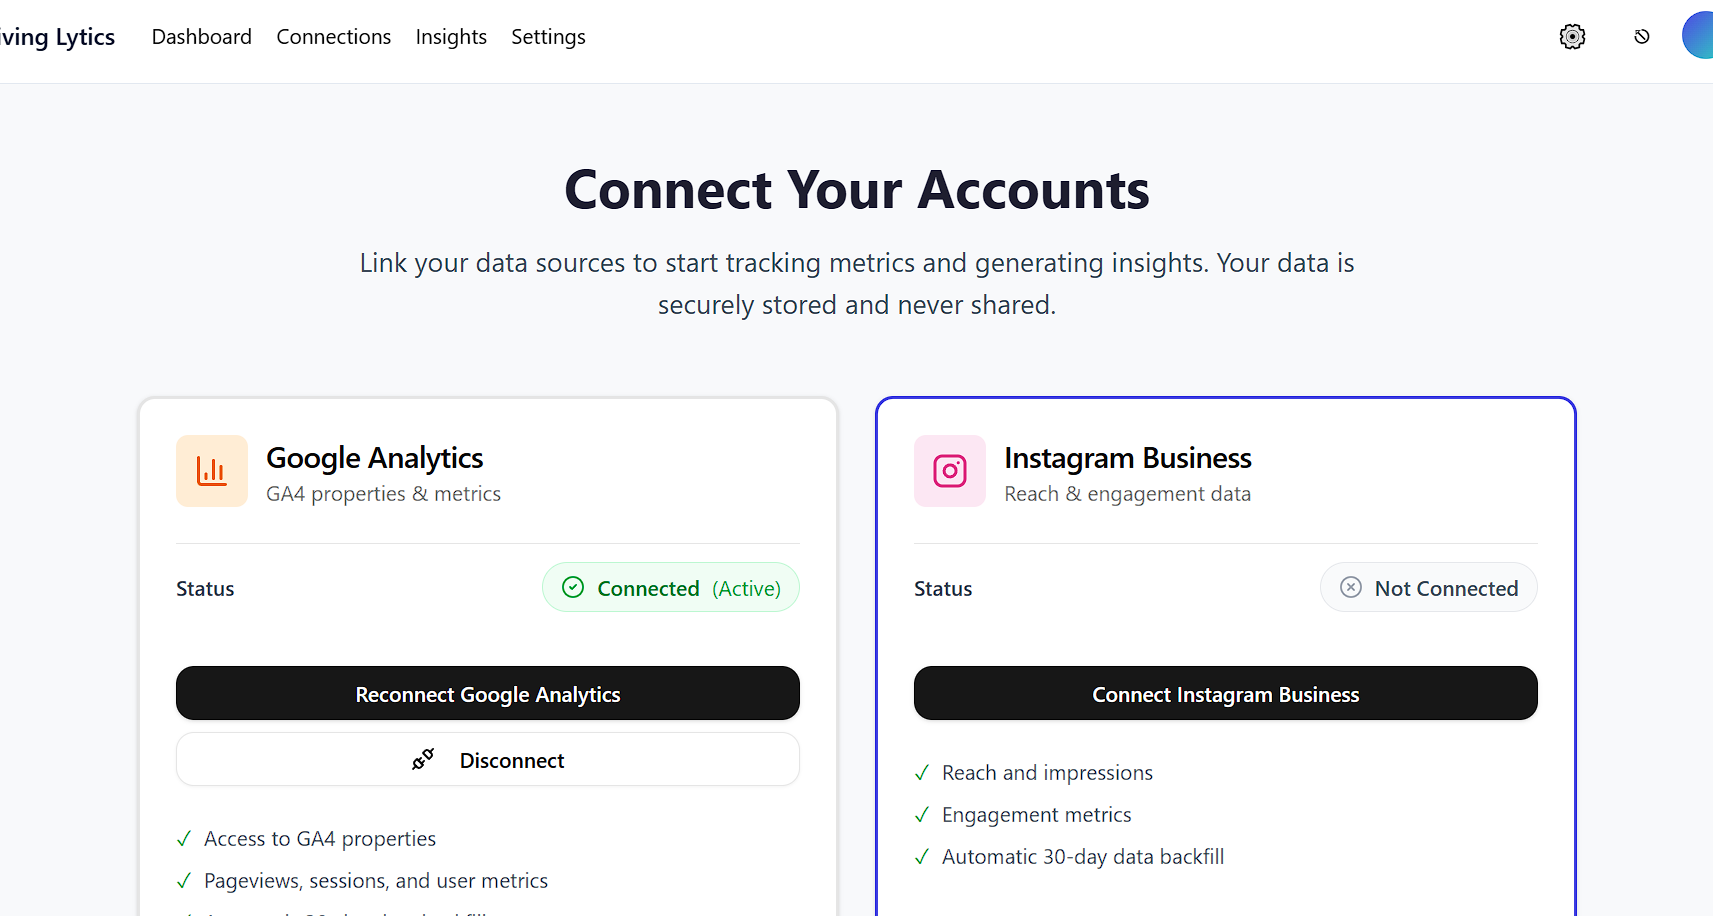 iving Lytics Dashboard Connections Insights Settings
Connect Your Accounts
Link your data sources to start tracking metrics and generating insights. Your data is
securely stored and never shared.
Google Analytics
GA4 properties & metrics
Status
Connected (Active)
Reconnect Google Analytics
Disconnect
✓ Access to GA4 properties
✓ Pageviews, sessions, and user metrics
Instagram Business
Reach & engagement data
Status
Not Connected
Connect Instagram Business
✓ Reach and impressions
✓ Engagement metrics
✓ Automatic 30-day data backfill